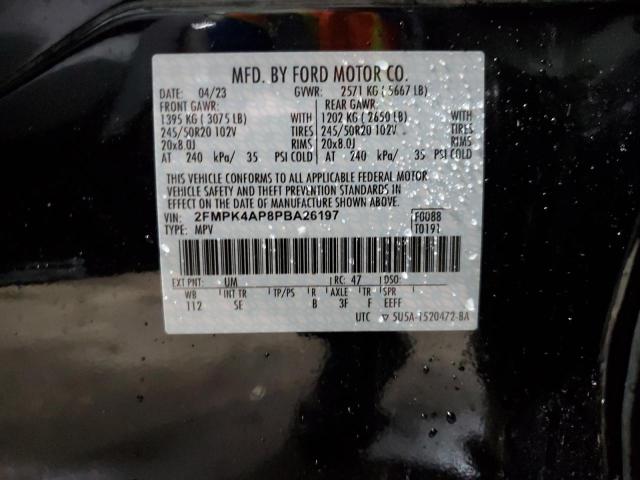 MFD. BY FORD MOTOR CO.
DATE: 04/23 GVWR: 2571 KG ( 5667 LB)
FRONT GAWR: REAR GAWR:
1395 KG ( 3075 LB) WITH 1202 KG ( 2650 LB) WITH
245/50R20 102V TIRES 245/50R20 102V TIRES
20x8.0J RIMS 20x8.0J RIMS
AT 240 kPa/ 35 PSI COLD AT 240 kPa/ 35 PSI COLD
THIS VEHICLE CONFORMS TO ALL APPLICABLE FEDERAL MOTOR
VEHICLE SAFETY AND THEFT PREVENTION STANDARDS IN EFFECT
ON THE DATE OF MANUFACTURE SHOWN ABOVE.
VIN: 2FMPK4AP8PBA26197 F0088
TYPE: MPV T0191
EXT PNT: UM RC: 47 DSO:
WB INT TR TP/PS R AXLE TR SPR
112 5E B 3F F EEFF
UTC ▽ 5U5A-1520472-BA